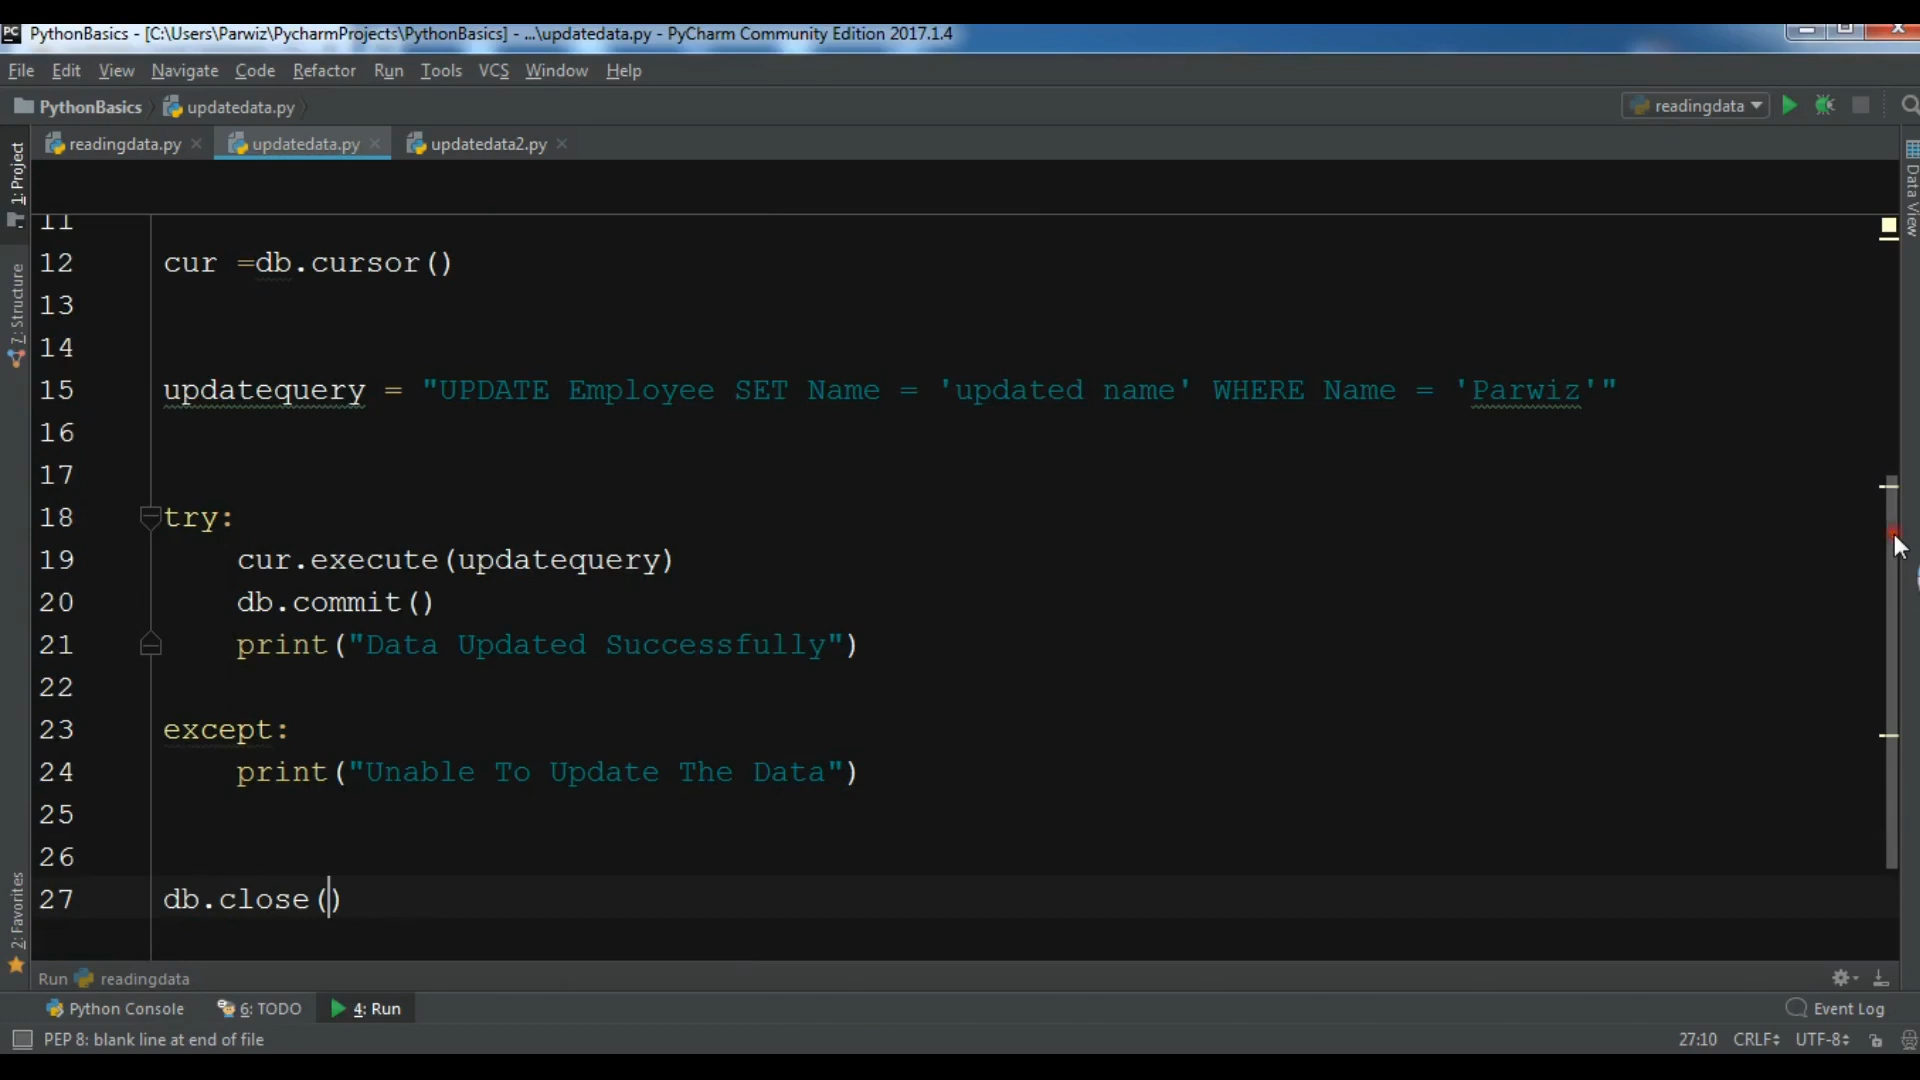 PC PythonBasics - [C:\Users\Parwiz\PycharmProjects\PythonBasics] - ...\updatedata.py - PyCharm Community Edition 2017.1.4
File Edit View Navigate Code Refactor Run Tools VCS Window Help
PythonBasics updatedata.py readingdata
readingdata.py updatedata.py updatedata2.py
1: Project
7: Structure
2: Favorites
Data View
11
12 cur =db.cursor()
13
14
15 updatequery = "UPDATE Employee SET Name = 'updated name' WHERE Name = 'Parwiz'"
16
17
18 try:
19 cur.execute(updatequery)
20 db.commit()
21 print("Data Updated Successfully")
22
23 except:
24 print("Unable To Update The Data")
25
26
27 db.close()
Run readingdata
Python Console 6: TODO 4: Run Event Log
PEP 8: blank line at end of file 27:10 CRLF UTF-8